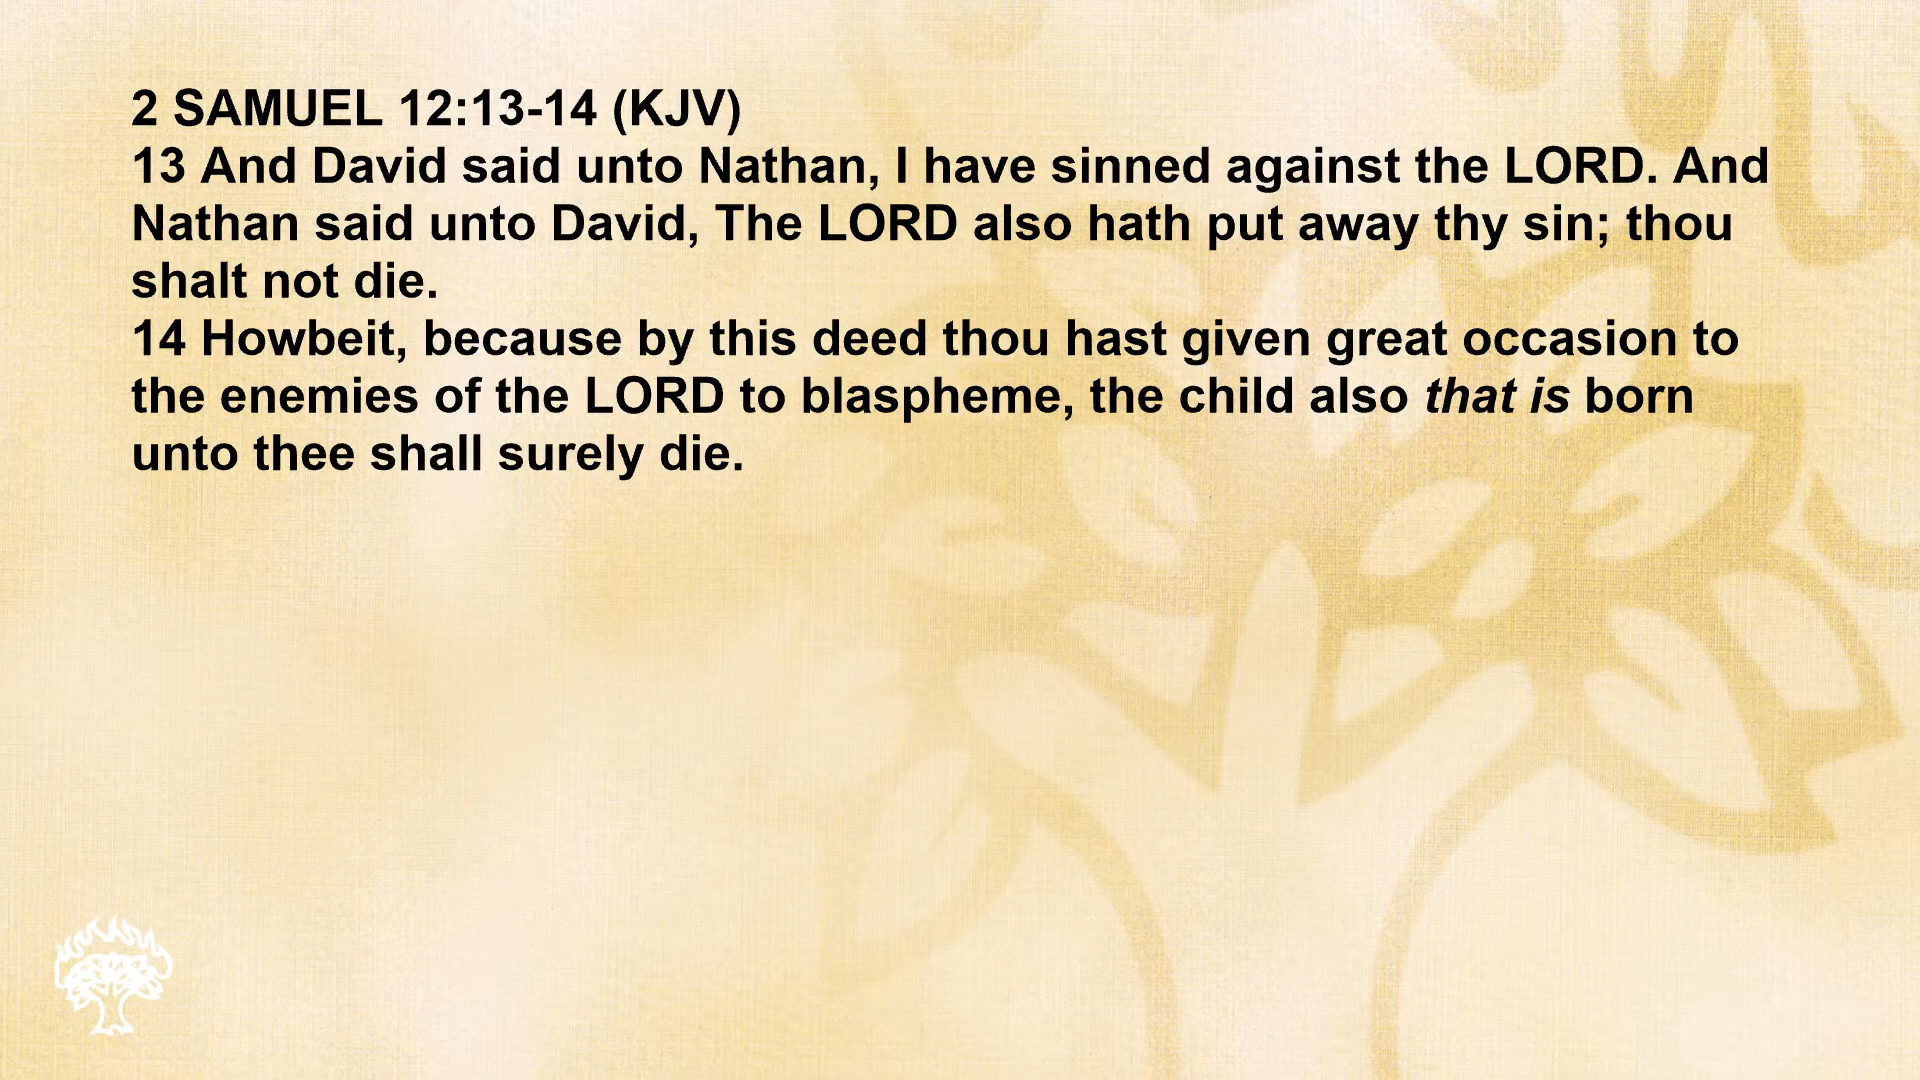 2 SAMUEL 12:13-14 (KJV)
13 And David said unto Nathan, I have sinned against the LORD. And
Nathan said unto David, The LORD also hath put away thy sin; thou
shalt not die.
14 Howbeit, because by this deed thou hast given great occasion to
the enemies of the LORD to blaspheme, the child also that is born
unto thee shall surely die.